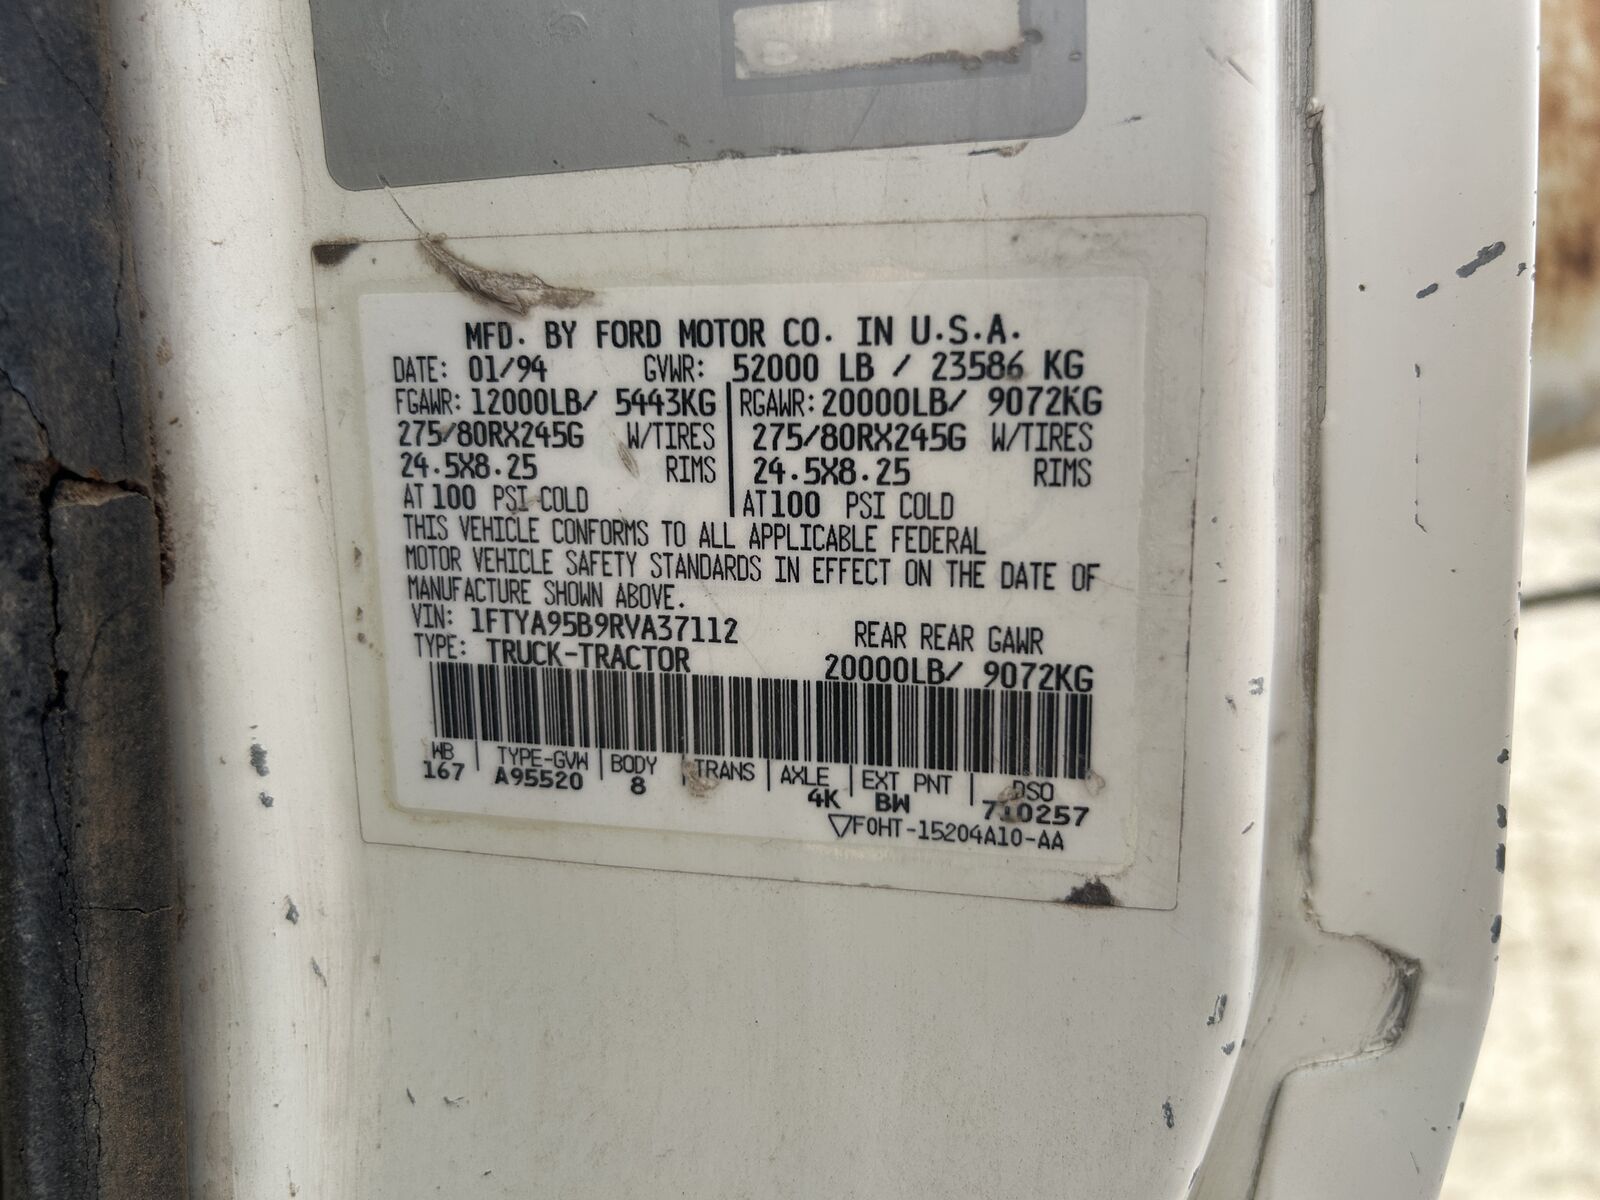 MFD. BY FORD MOTOR CO. IN U.S.A.
DATE: 01/94 GVWR: 52000 LB / 23586 KG
FGAWR: 12000LB/ 5443KG RGAWR: 20000LB/ 9072KG
275/80RX245G W/TIRES 275/80RX245G W/TIRES
24.5X8.25 RIMS 24.5X8.25 RIMS
AT 100 PSI COLD AT 100 PSI COLD
THIS VEHICLE CONFORMS TO ALL APPLICABLE FEDERAL
MOTOR VEHICLE SAFETY STANDARDS IN EFFECT ON THE DATE OF
MANUFACTURE SHOWN ABOVE.
VIN: 1FTYA95B9RVA37112 REAR REAR GAWR
TYPE: TRUCK-TRACTOR 20000LB/ 9072KG
WB TYPE-GVW BODY TRANS AXLE EXT PNT DSO
167 A95520 8 4K BW 710257
F0HT-15204A10-AA